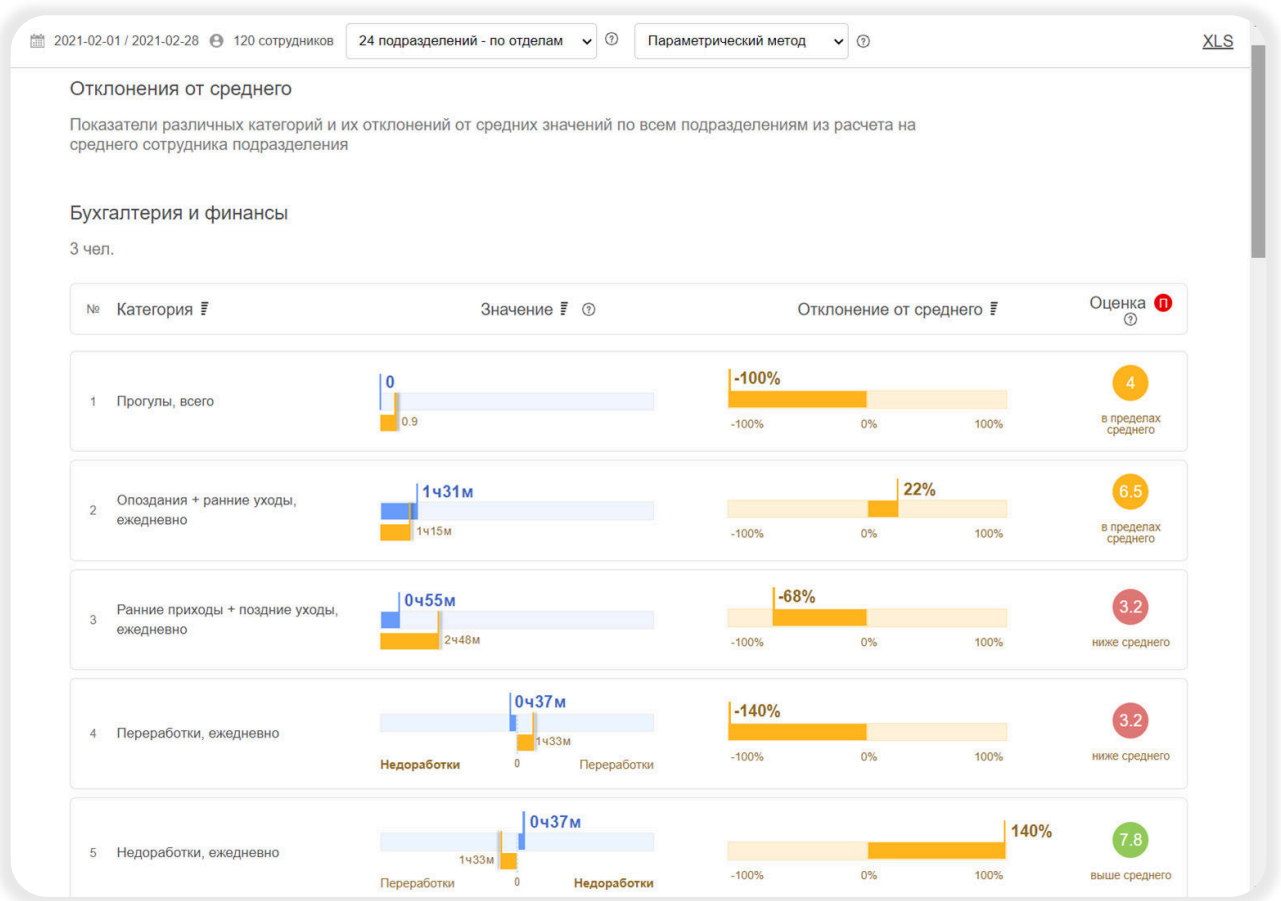 2021-02-01 / 2021-02-28 120 сотрудников 24 подразделений - по отделам ? Параметрический метод ? XLS
Отклонения от среднего
Показатели различных категорий и их отклонений от средних значений по всем подразделениям из расчета на
среднего сотрудника подразделения
Бухгалтерия и финансы
3 чел.
№ Категория Значение ? Отклонение от среднего Оценка П
?
0 -100% 4
1 Прогулы, всего
0.9 -100% 0% 100% в пределах
среднего
1ч31м 22% 6.5
2 Опоздания + ранние уходы,
ежедневно
1ч15м -100% 0% 100% в пределах
среднего
0ч55м -68% 3.2
3 Ранние приходы + поздние уходы,
ежедневно
2ч48м -100% 0% 100% ниже среднего
0ч37м -140% 3.2
4 Переработки, ежедневно
1ч33м
Недоработки 0 Переработки -100% 0% 100% ниже среднего
0ч37м 140% 7.8
5 Недоработки, ежедневно
1ч33м
Переработки 0 Недоработки -100% 0% 100% выше среднего